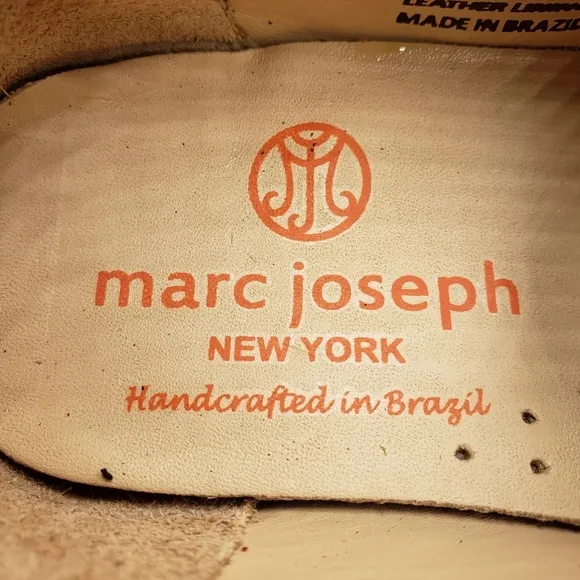 LEATHER LINING
MADE IN BRAZIL
marc joseph
NEW YORK
Handcrafted in Brazil